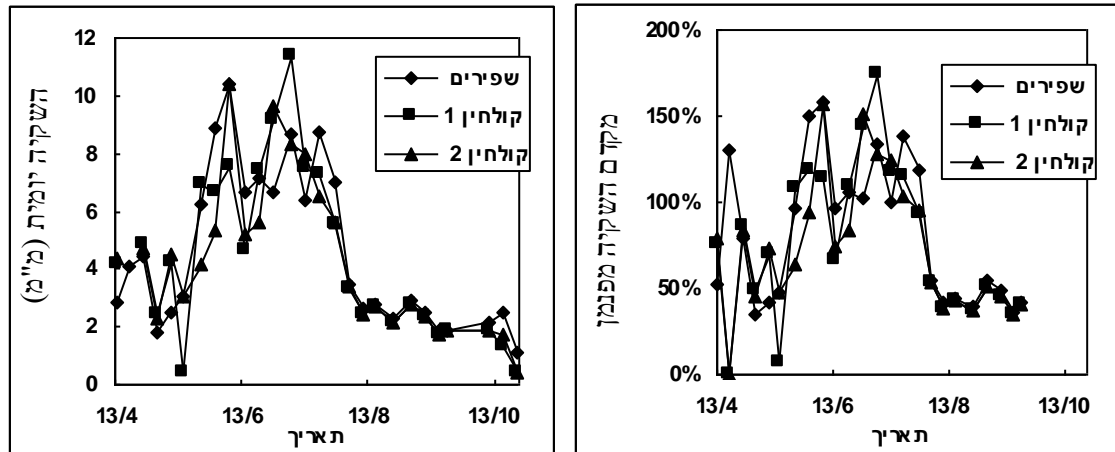 השקיה יומית (מ"מ)
12
10
8
6
4
2
0
שפירים
קולחין 1
קולחין 2
13/4
13/6
13/8
13/10
תאריך
מקדם השקיה מפנמן
200%
150%
100%
50%
0%
שפירים
קולחין 1
קולחין 2
13/4
13/6
13/8
13/10
תאריך